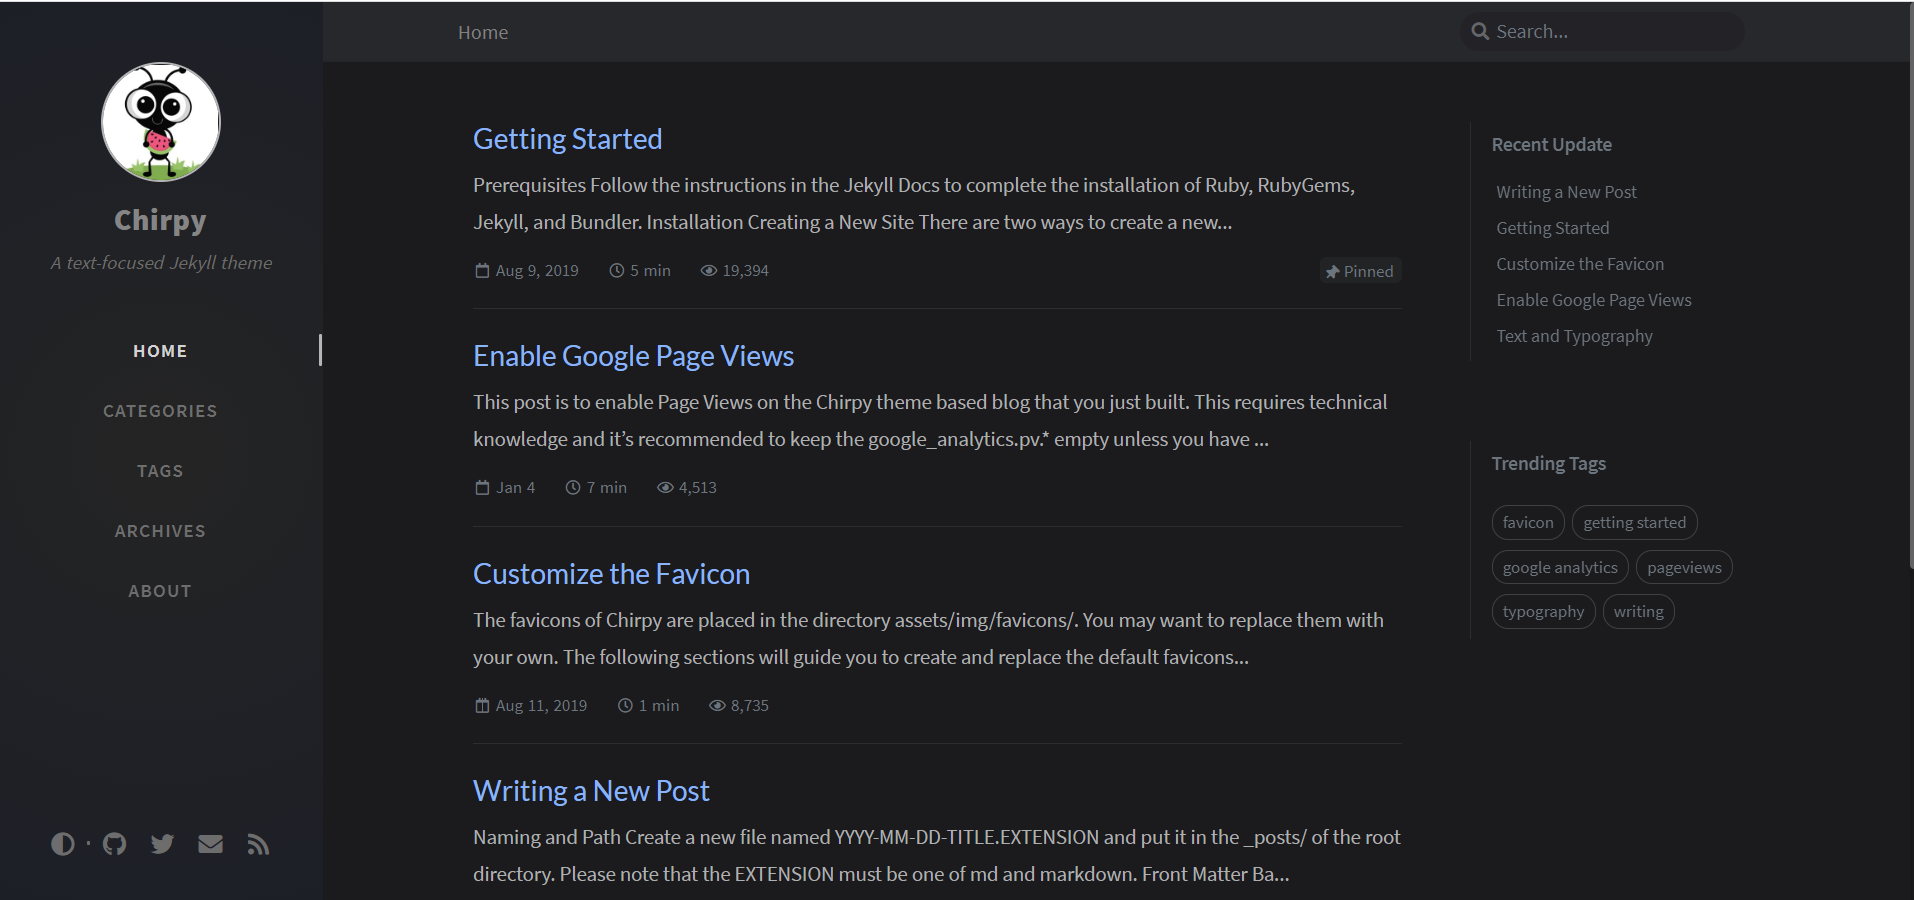 Chirpy
A text-focused Jekyll theme
HOME
CATEGORIES
TAGS
ARCHIVES
ABOUT
Home
Search...
Getting Started
Prerequisites Follow the instructions in the Jekyll Docs to complete the installation of Ruby, RubyGems,
Jekyll, and Bundler. Installation Creating a New Site There are two ways to create a new...
Aug 9, 2019 5 min 19,394 Pinned
Enable Google Page Views
This post is to enable Page Views on the Chirpy theme based blog that you just built. This requires technical
knowledge and it’s recommended to keep the google_analytics.pv.* empty unless you have ...
Jan 4 7 min 4,513
Customize the Favicon
The favicons of Chirpy are placed in the directory assets/img/favicons/. You may want to replace them with
your own. The following sections will guide you to create and replace the default favicons...
Aug 11, 2019 1 min 8,735
Writing a New Post
Naming and Path Create a new file named YYYY-MM-DD-TITLE.EXTENSION and put it in the _posts/ of the root
directory. Please note that the EXTENSION must be one of md and markdown. Front Matter Ba...
Recent Update
Writing a New Post
Getting Started
Customize the Favicon
Enable Google Page Views
Text and Typography
Trending Tags
favicon getting started
google analytics pageviews
typography writing